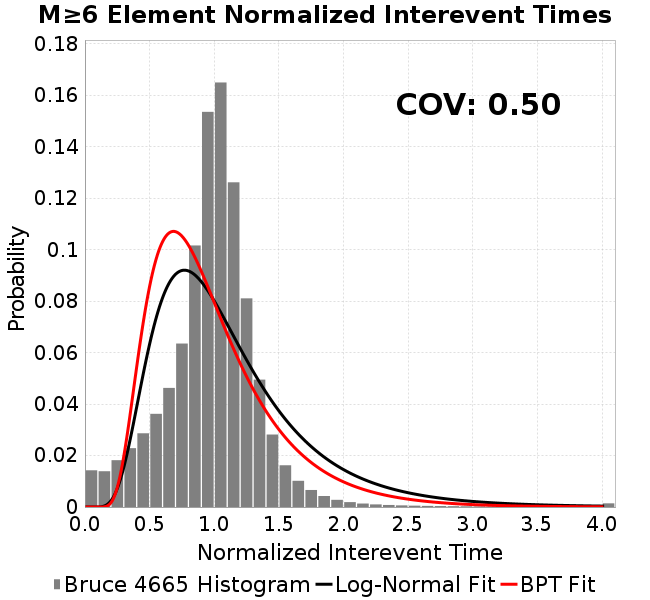 M≥6 Element Normalized Interevent Times
COV: 0.50
Probability
0.18
0.16
0.14
0.12
0.1
0.08
0.06
0.04
0.02
0
0.0 0.5 1.0 1.5 2.0 2.5 3.0 3.5 4.0
Normalized Interevent Time
Bruce 4665 Histogram Log-Normal Fit BPT Fit